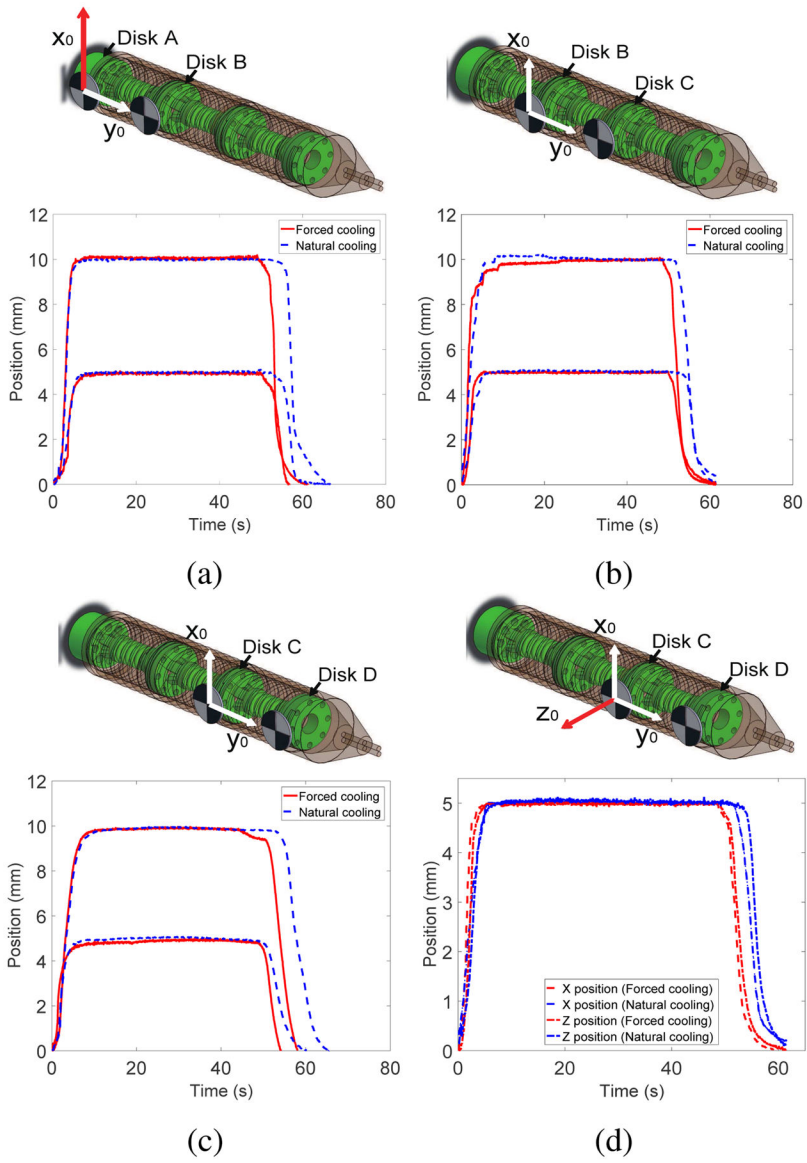 x0
Disk A
Disk B
y0
12
10
8
6
4
2
0
Position (mm)
Forced cooling
Natural cooling
0 20 40 60 80
Time (s)
(a)
x0
Disk B
Disk C
y0
12
10
8
6
4
2
0
Position (mm)
Forced cooling
Natural cooling
0 20 40 60 80
Time (s)
(b)
x0
Disk C
Disk D
y0
12
10
8
6
4
2
0
Position (mm)
Forced cooling
Natural cooling
0 20 40 60 80
Time (s)
(c)
x0
Disk C
Disk D
z0
y0
5
4
3
2
1
0
Position (mm)
X position (Forced cooling)
X position (Natural cooling)
Z position (Forced cooling)
Z position (Natural cooling)
0 20 40 60
Time (s)
(d)